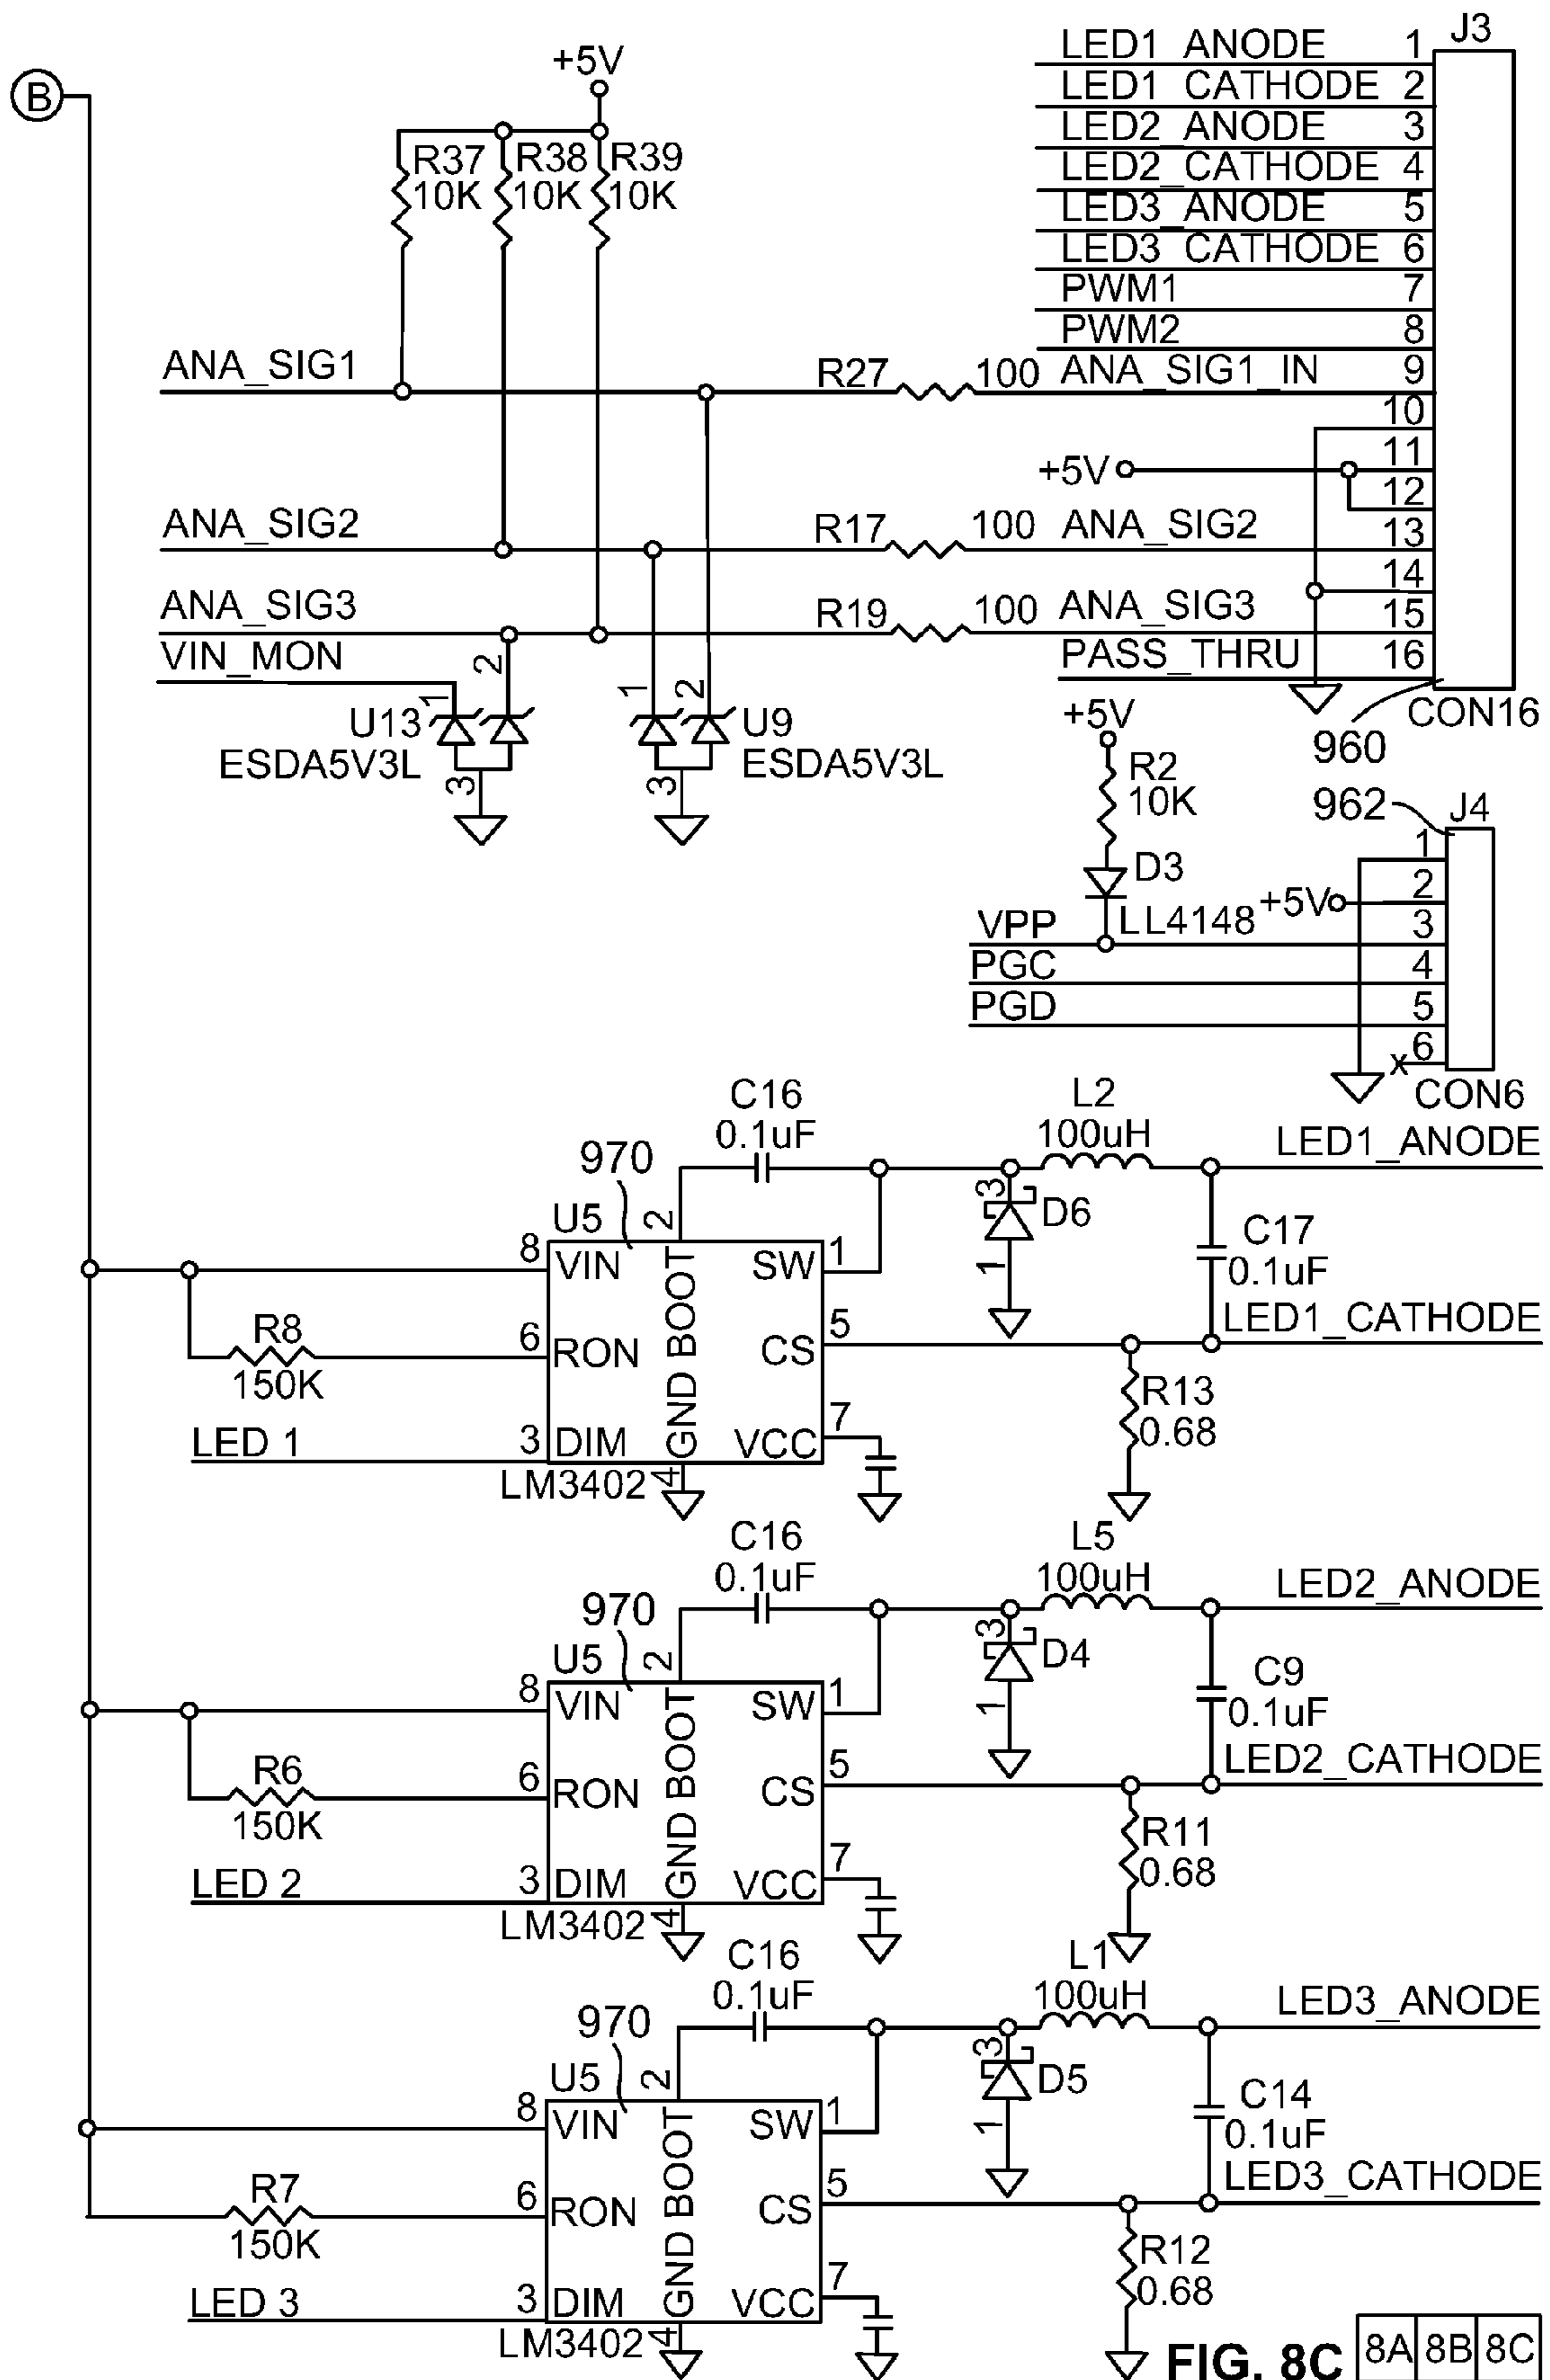 B
+5V
R37
10K
R38
10K
R39
10K
J3
LED1_ANODE 1
LED1_CATHODE 2
LED2_ANODE 3
LED2_CATHODE 4
LED3_ANODE 5
LED3_CATHODE 6
PWM1 7
PWM2 8
ANA_SIG1 R27 100 ANA_SIG1_IN 9
10
+5V 11
12
ANA_SIG2 R17 100 ANA_SIG2 13
14
ANA_SIG3 R19 100 ANA_SIG3 15
VIN_MON PASS_THRU 16
CON16
960
1 2
U13
ESDA5V3L
3
1 2
U9
ESDA5V3L
3
+5V
R2
10K
D3
LL4148
962
J4
1
+5V 2
VPP 3
PGC 4
PGD 5
x 6
CON6
C16
0.1uF
L2
100uH
LED1_ANODE
970
U5
2
3
D6
1
C17
0.1uF
8 VIN
SW 1
BOOT
R8
150K
6 RON
CS 5
LED1_CATHODE
R13
0.68
LED 1
3 DIM
GND
VCC 7
LM3402
4
C16
0.1uF
L5
100uH
LED2_ANODE
970
U5
2
3
D4
1
C9
0.1uF
8 VIN
SW 1
BOOT
R6
150K
6 RON
CS 5
LED2_CATHODE
R11
0.68
LED 2
3 DIM
GND
VCC 7
LM3402
4
C16
0.1uF
L1
100uH
LED3_ANODE
970
U5
2
3
D5
1
C14
0.1uF
8 VIN
SW 1
BOOT
R7
150K
6 RON
CS 5
LED3_CATHODE
R12
0.68
LED 3
3 DIM
GND
VCC 7
LM3402
4
FIG. 8C
8A 8B 8C